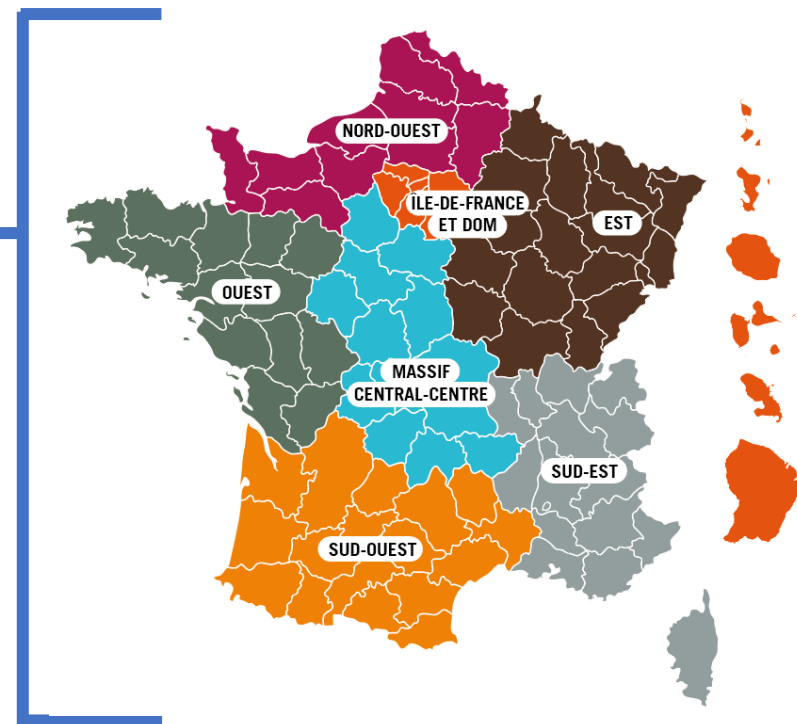 NORD-OUEST
ÎLE-DE-FRANCE
ET DOM
EST
OUEST
MASSIF
CENTRAL-CENTRE
SUD-EST
SUD-OUEST